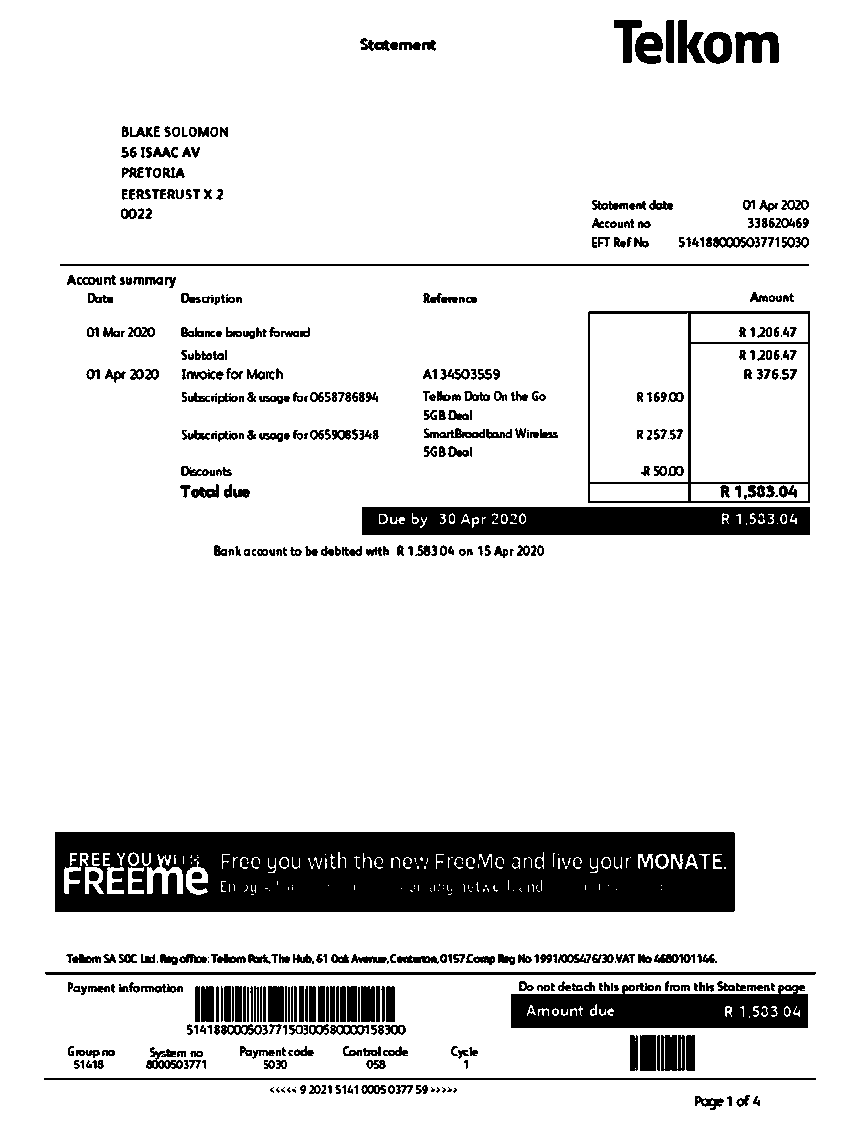 Statement
Telkom
BLAKE SOLOMON
56 ISAAC AV
PRETORIA
EERSTERUST X 2
0022
Statement date 01 Apr 2020
Account no 338620469
EFT Ref No 5141880005037715030
Account summary
Date Description Reference Amount
01 Mar 2020 Balance brought forward R 1,206.47
Subtotal R 1,206.47
01 Apr 2020 Invoice for March A134503559 R 376.57
Subscription & usage for 0658786894 Telkom Data On the Go R 169.00
5GB Deal
Subscription & usage for 0659085348 SmartBroadband Wireless R 257.57
5GB Deal
Discounts -R 50.00
Total due R 1,583.04
Due by 30 Apr 2020 R 1,583.04
Bank account to be debited with R 1,583.04 on 15 Apr 2020
FREE YOU WITH Free you with the new FreeMe and live your MONATE.
FREEme
any network and
Telkom SA SOC Ltd. Reg office: Telkom Park, The Hub, 61 Oak Avenue, Centurion, 0157.Comp Reg No 1991/005476/30.VAT No 4680101146.
Payment information Do not detach this portion from this Statement page
Amount due R 1,583.04
51418800050377150300580000158300
Group no System no Payment code Control code Cycle
51418 8000503771 5030 058 1
<<<<< 9 2021 5141 0005 0377 59 >>>>>
Page 1 of 4